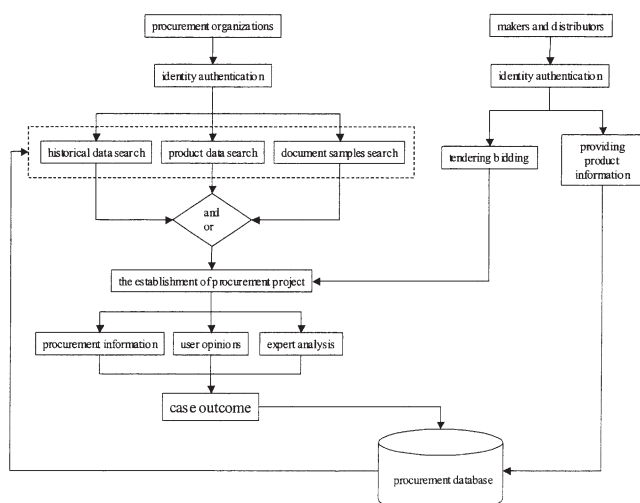 procurement organizations
makers and distributors
identity authentication
identity authentication
historical data search
product data search
document samples search
tendering bidding
providing
product
information
and
or
the establishment of procurement project
procurement information
user opinions
expert analysis
case outcome
procurement database